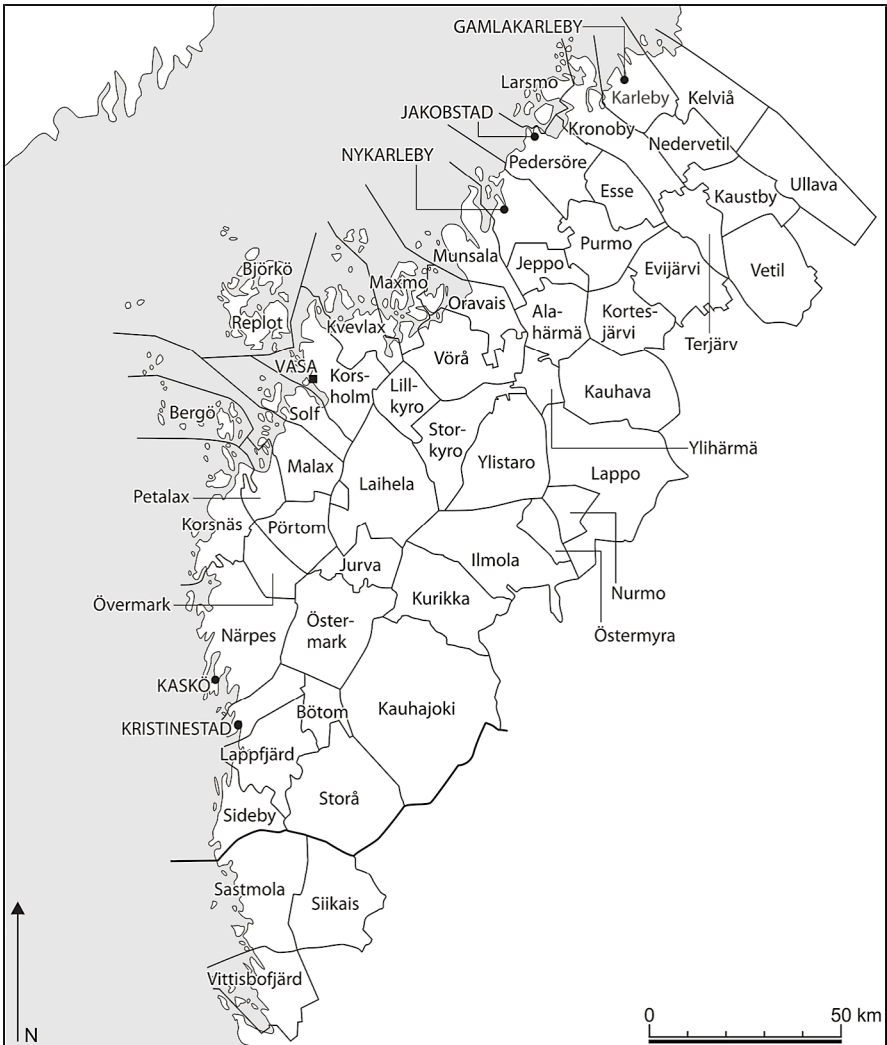 GAMLAKARLEBY
Larsmo
Karleby
Kelviå
JAKOBSTAD
Kronoby
Nedervetil
NYKARLEBY
Pedersöre
Esse
Kaustby
Ullava
Munsala
Purmo
Jeppo
Evijärvi
Vetil
Björkö
Maxmo
Oravais
Replot
Kvevlax
Ala-
härmä
Kortes-
järvi
Terjärv
VASA
Vörå
Kors-
holm
Lill-
kyro
Kauhava
Bergö
Solf
Stor-
kyro
Ylihärmä
Malax
Ylistaro
Lappo
Laihela
Petalax
Korsnäs
Pörtom
Ilmola
Jurva
Nurmo
Övermark
Kurikka
Östermyra
Närpes
Öster-
mark
KASKÖ
Bötom
Kauhajoki
KRISTINESTAD
Lappfjärd
Storå
Sideby
Sastmola
Siikais
Vittisbofjärd
N
0 50 km